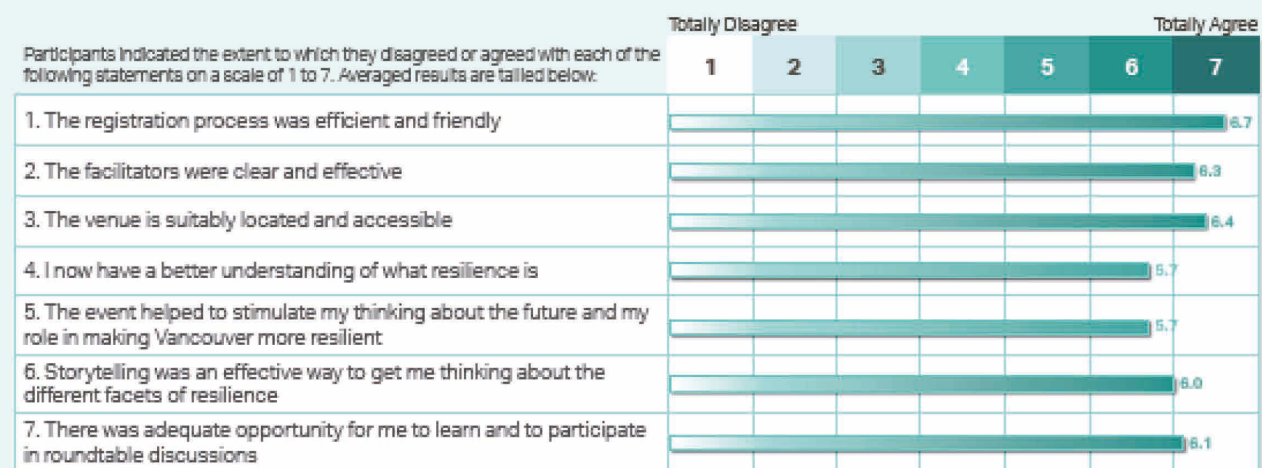 Totally Disagree Totally Agree
Participants indicated the extent to which they disagreed or agreed with each of the
following statements on a scale of 1 to 7. Averaged results are tallied below:
1 2 3 4 5 6 7
1. The registration process was efficient and friendly 6.7
2. The facilitators were clear and effective 6.3
3. The venue is suitably located and accessible 6.4
4. I now have a better understanding of what resilience is 5.7
5. The event helped to stimulate my thinking about the future and my
role in making Vancouver more resilient 5.7
6. Storytelling was an effective way to get me thinking about the
different facets of resilience 6.0
7. There was adequate opportunity for me to learn and to participate
in roundtable discussions 6.1